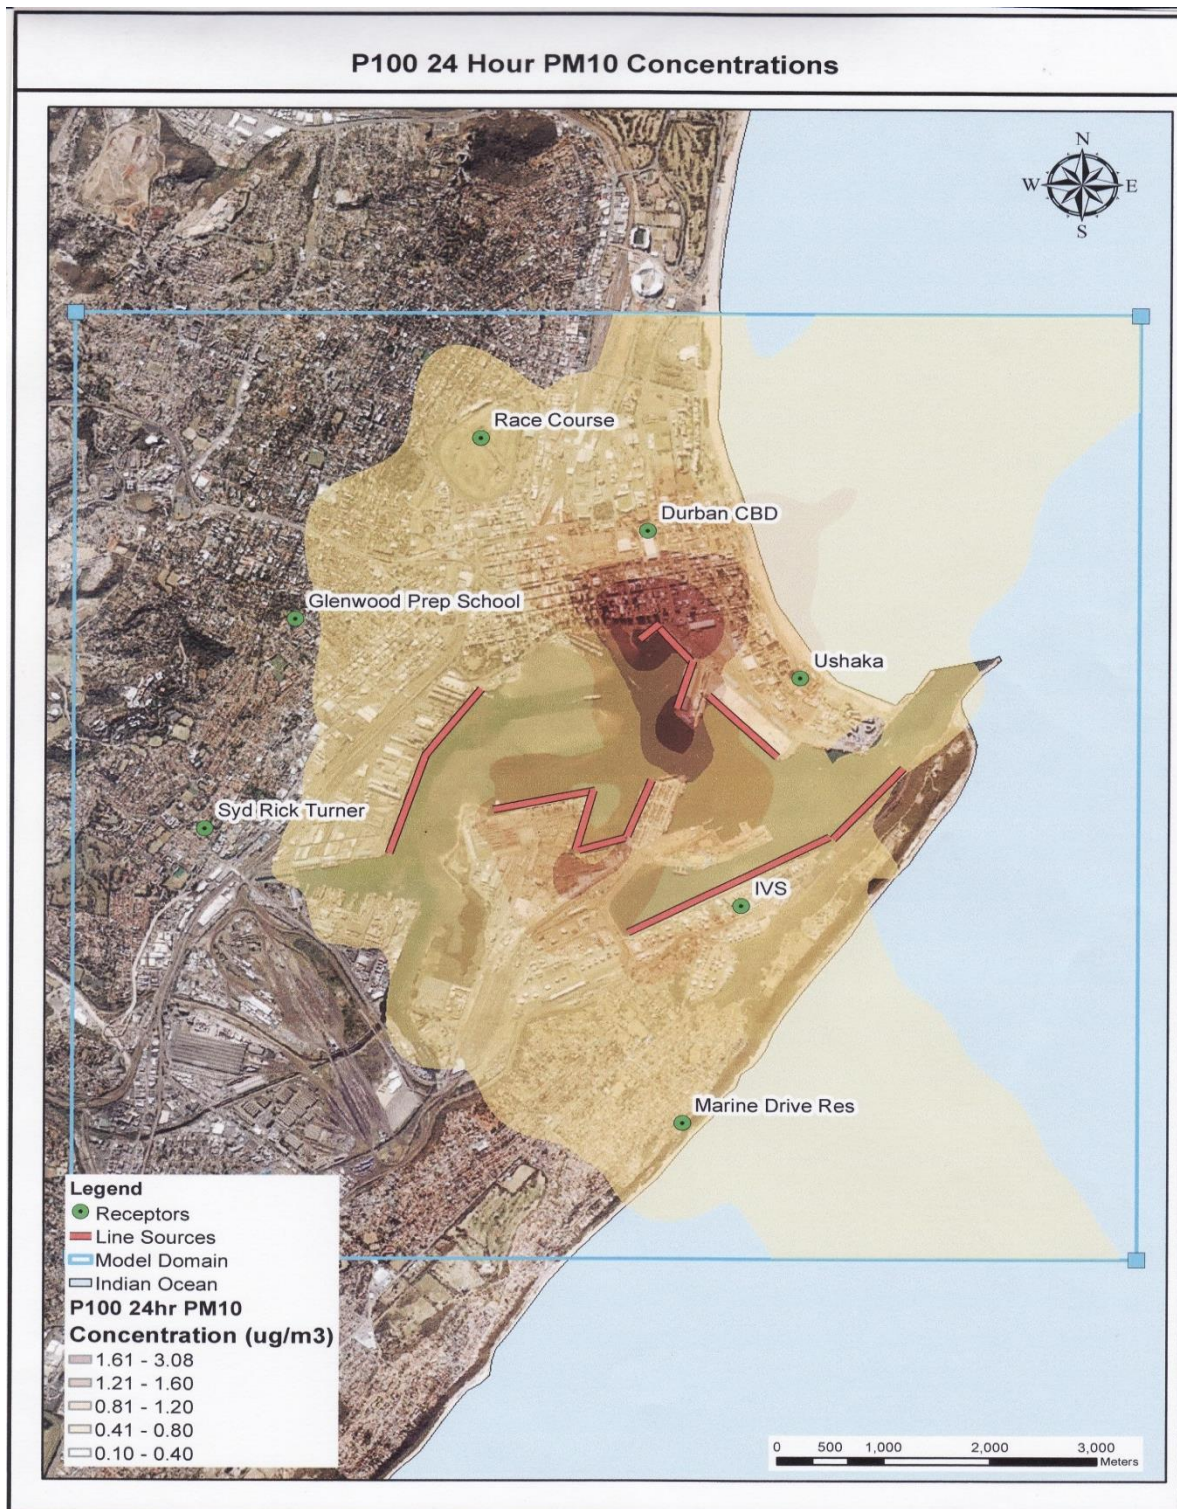 P100 24 Hour PM10 Concentrations
N
W E
S
Race Course
Durban CBD
Glenwood Prep School
Ushaka
Syd Rick Turner
IVS
Marine Drive Res
Legend
Receptors
Line Sources
Model Domain
Indian Ocean
P100 24hr PM10
Concentration (ug/m3)
1.61 - 3.08
1.21 - 1.60
0.81 - 1.20
0.41 - 0.80
0.10 - 0.40
0 500 1,000 2,000 3,000
Meters